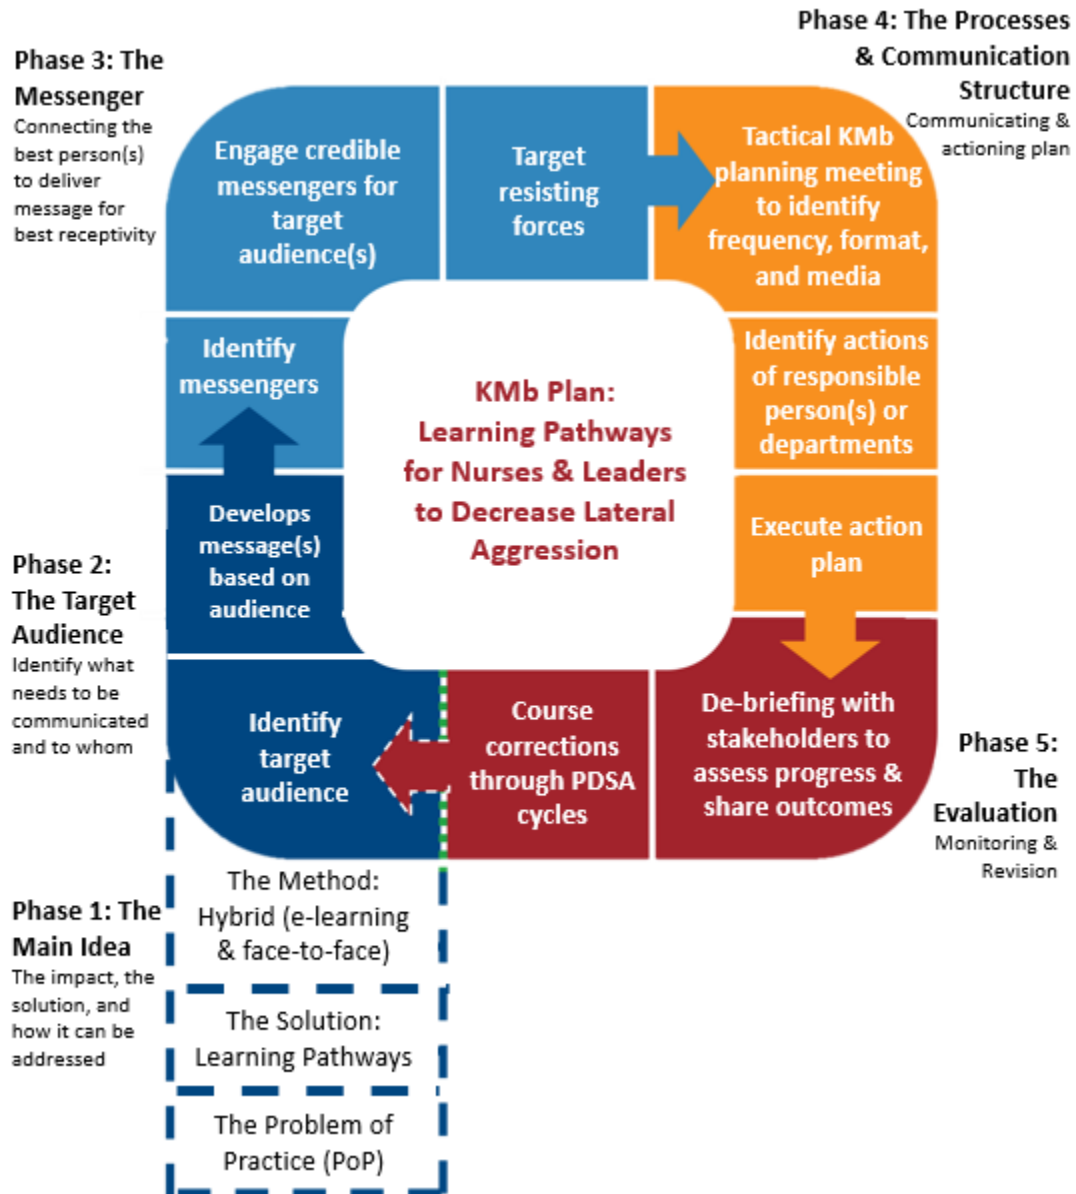 Phase 4: The Processes
& Communication
Structure
Communicating &
actioning plan
Phase 3: The
Messenger
Connecting the
best person(s)
to deliver
message for
best receptivity
Engage credible
messengers for
target
audience(s)
Target
resisting
forces
Tactical KMb
planning meeting
to identify
frequency, format,
and media
Identify
messengers
Identify actions
of responsible
person(s) or
departments
KMb Plan:
Learning Pathways
for Nurses & Leaders
to Decrease Lateral
Aggression
Develops
message(s)
based on
audience
Execute action
plan
Phase 2:
The Target
Audience
Identify what
needs to be
communicated
and to whom
Identify
target
audience
Course
corrections
through PDSA
cycles
De-briefing with
stakeholders to
assess progress &
share outcomes
Phase 5:
The
Evaluation
Monitoring &
Revision
Phase 1: The
Main Idea
The impact, the
solution, and
how it can be
addressed
The Method:
Hybrid (e-learning
& face-to-face)
The Solution:
Learning Pathways
The Problem of
Practice (PoP)